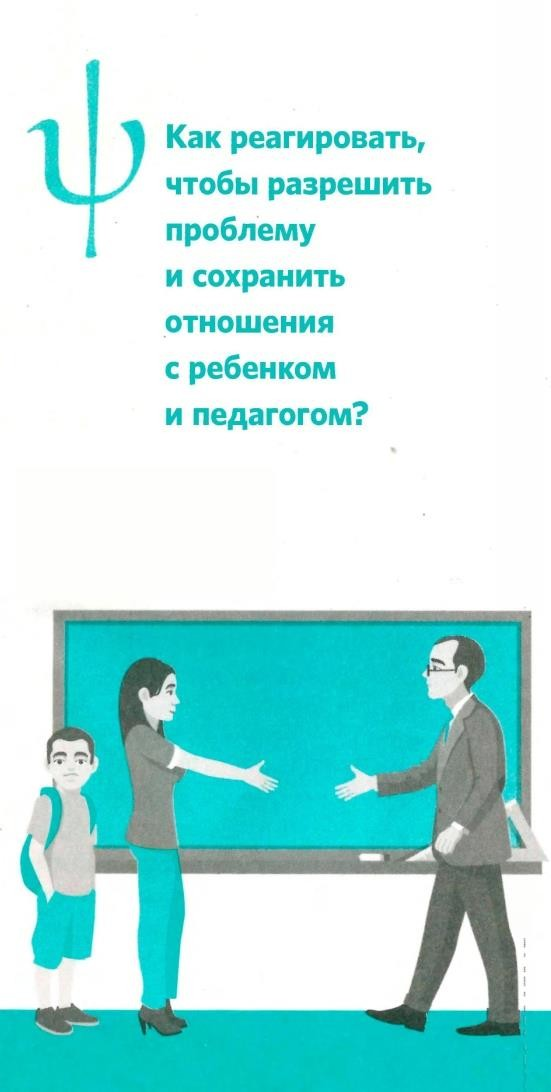 Ψ
Как реагировать,
чтобы разрешить
проблему
и сохранить
отношения
с ребенком
и педагогом?